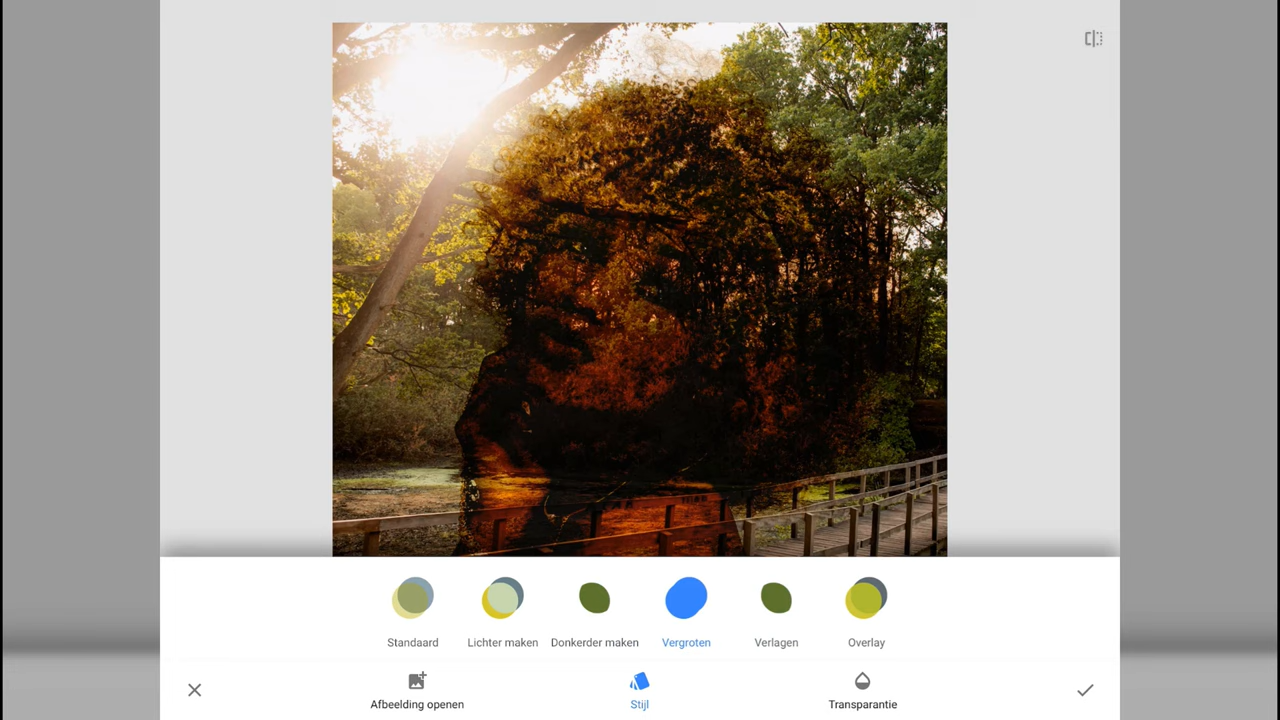 Standaard
Lichter maken
Donkerder maken
Vergroten
Verlagen
Overlay
Afbeelding openen
Stijl
Transparantie